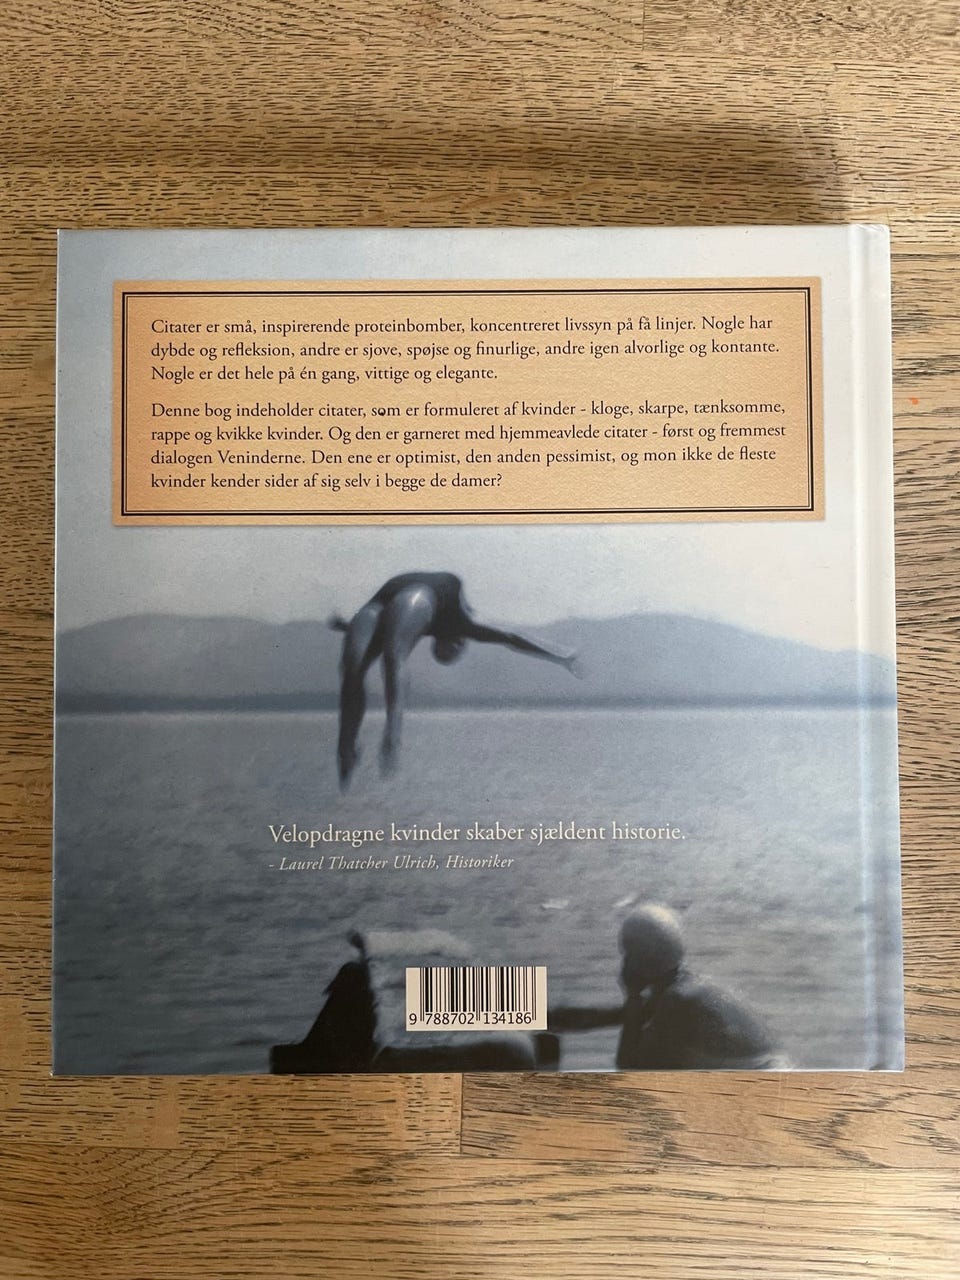 Citater er små, inspirerende proteinbomber, koncentreret livssyn på få linjer. Nogle har
dybde og refleksion, andre er sjove, spøjse og finurlige, andre igen alvorlige og kontante.
Nogle er det hele på én gang, vittige og elegante.
Denne bog indeholder citater, som er formuleret af kvinder - kloge, skarpe, tænksomme,
rappe og kvikke kvinder. Og den er garneret med hjemmeavlede citater - først og fremmest
dialogen Veninderne. Den ene er optimist, den anden pessimist, og mon ikke de fleste
kvinder kender sider af sig selv i begge de damer?
Velopdragne kvinder skaber sjældent historie.
- Laurel Thatcher Ulrich, Historiker
9 788702 134186